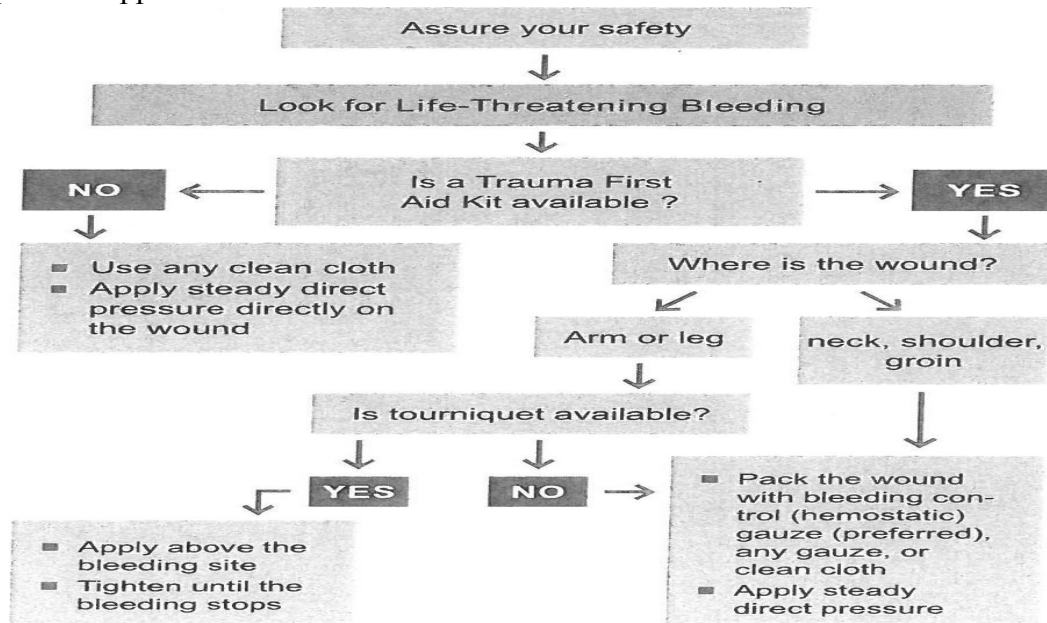 Assure your safety
Look for Life-Threatening Bleeding
Is a Trauma First
Aid Kit available ?
NO
YES
■ Use any clean cloth
■ Apply steady direct
pressure directly on
the wound
Where is the wound?
Arm or leg
neck, shoulder,
groin
Is tourniquet available?
YES
NO
■ Apply above the
bleeding site
■ Tighten until the
bleeding stops
■ Pack the wound
with bleeding con-
trol (hemostatic)
gauze (preferred),
any gauze, or
clean cloth
■ Apply steady
direct pressure